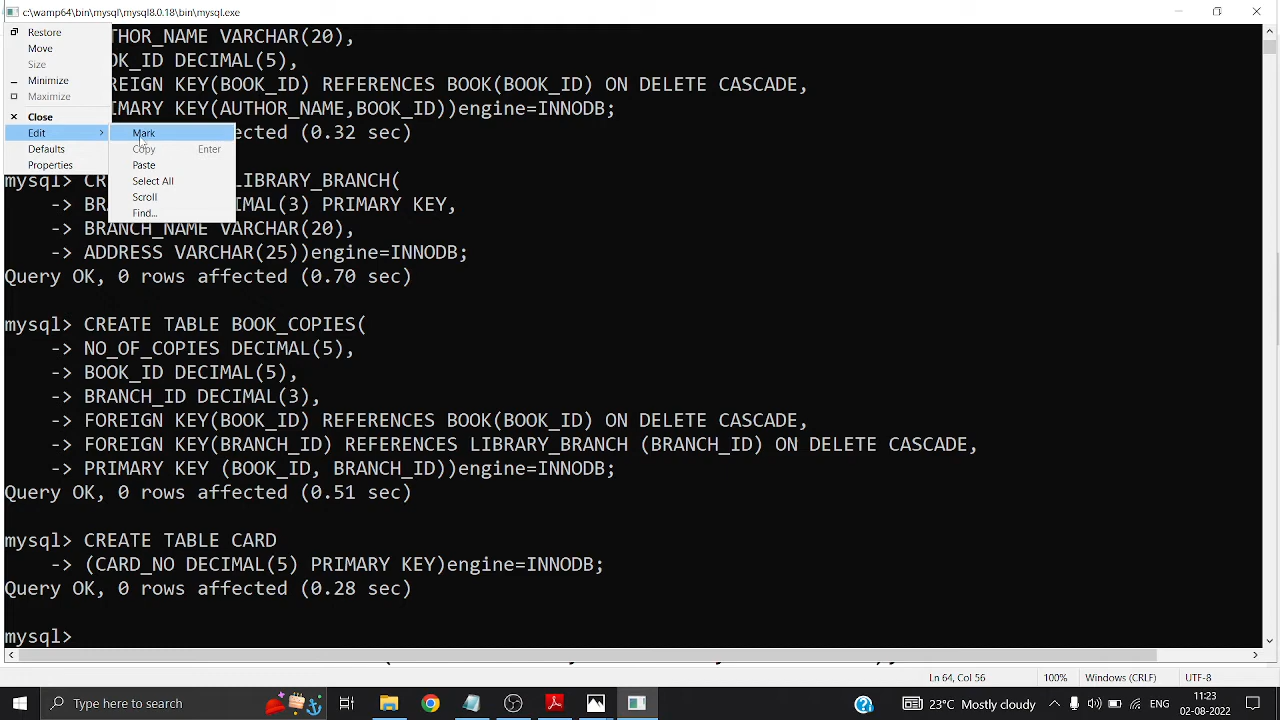 c:\wamp64\bin\mysql\mysql8.0.18\bin\mysql.exe
Restore
Move
Size
Minimize
Maximize
Close
Edit
Defaults
Properties
Mark
Copy Enter
Paste
Select All
Scroll
Find...
THOR_NAME VARCHAR(20),
OK_ID DECIMAL(5),
REIGN KEY(BOOK_ID) REFERENCES BOOK(BOOK_ID) ON DELETE CASCADE,
IMARY KEY(AUTHOR_NAME,BOOK_ID))engine=INNODB;
ected (0.32 sec)
mysql> CR LIBRARY_BRANCH(
-> BR IMAL(3) PRIMARY KEY,
-> BRANCH_NAME VARCHAR(20),
-> ADDRESS VARCHAR(25))engine=INNODB;
Query OK, 0 rows affected (0.70 sec)
mysql> CREATE TABLE BOOK_COPIES(
-> NO_OF_COPIES DECIMAL(5),
-> BOOK_ID DECIMAL(5),
-> BRANCH_ID DECIMAL(3),
-> FOREIGN KEY(BOOK_ID) REFERENCES BOOK(BOOK_ID) ON DELETE CASCADE,
-> FOREIGN KEY(BRANCH_ID) REFERENCES LIBRARY_BRANCH (BRANCH_ID) ON DELETE CASCADE,
-> PRIMARY KEY (BOOK_ID, BRANCH_ID))engine=INNODB;
Query OK, 0 rows affected (0.51 sec)
mysql> CREATE TABLE CARD
-> (CARD_NO DECIMAL(5) PRIMARY KEY)engine=INNODB;
Query OK, 0 rows affected (0.28 sec)
mysql>
Ln 64, Col 56 100% Windows (CRLF) UTF-8
Type here to search
23°C Mostly cloudy ENG
11:23
02-08-2022